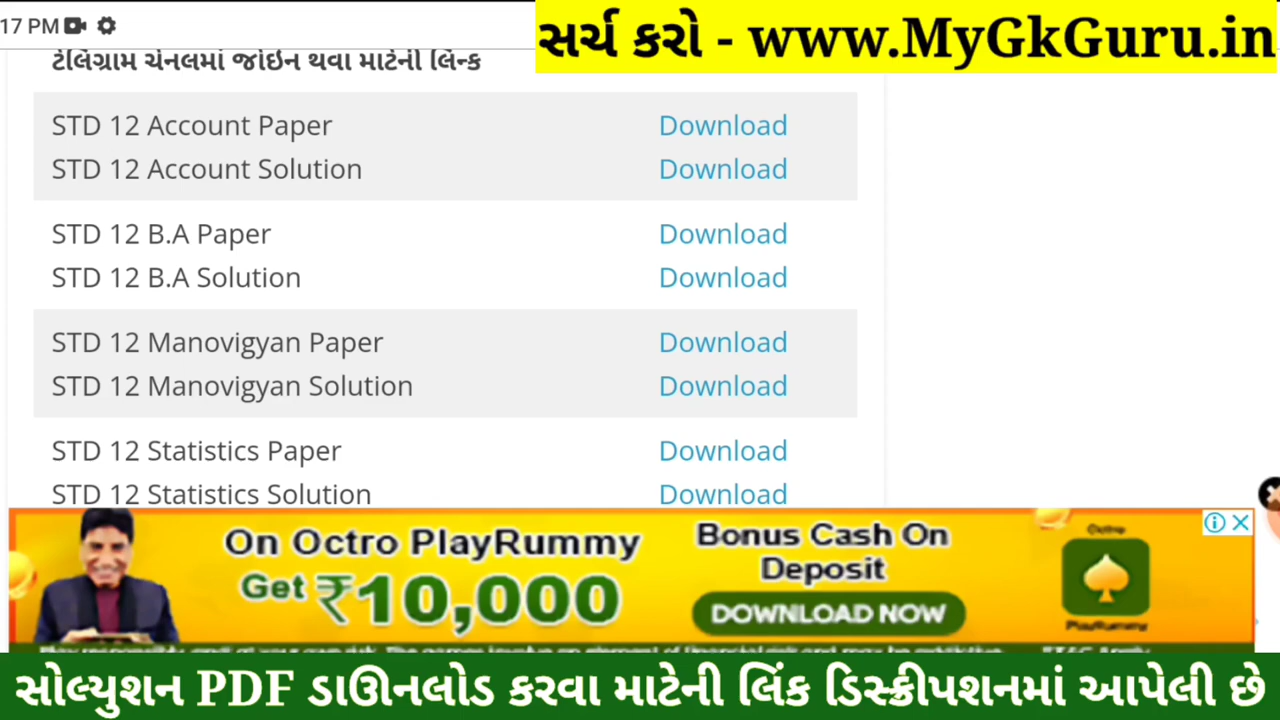 17 PM
સર્ચ કરો - www.MyGkGuru.in
ટેલિગ્રામ ચેનલમાં જોઇન થવા માટેની લિન્ક
STD 12 Account Paper Download
STD 12 Account Solution Download
STD 12 B.A Paper Download
STD 12 B.A Solution Download
STD 12 Manovigyan Paper Download
STD 12 Manovigyan Solution Download
STD 12 Statistics Paper Download
STD 12 Statistics Solution Download
On Octro PlayRummy
Get ₹10,000
Bonus Cash On
Deposit
DOWNLOAD NOW
Octro
PlayRummy
સોલ્યુશન PDF ડાઊનલોડ કરવા માટેની લિંક ડિસ્ક્રીપશનમાં આપેલી છે